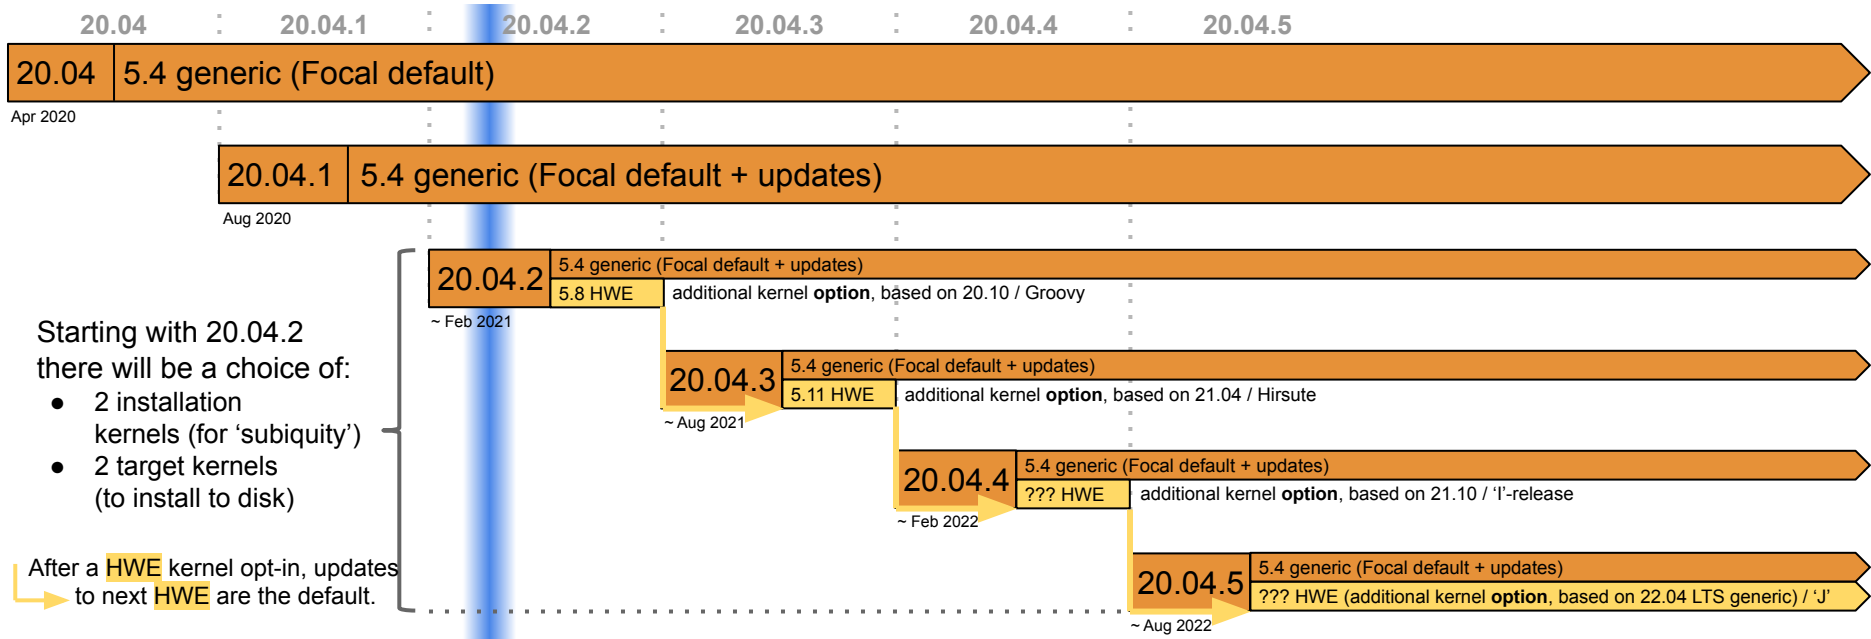 20.04 20.04.1 20.04.2 20.04.3 20.04.4 20.04.5
20.04 5.4 generic (Focal default)
Apr 2020
20.04.1 5.4 generic (Focal default + updates)
Aug 2020
20.04.2 5.4 generic (Focal default + updates)
5.8 HWE additional kernel option, based on 20.10 / Groovy
~ Feb 2021
Starting with 20.04.2
there will be a choice of:
● 2 installation
kernels (for ‘subiquity’)
● 2 target kernels
(to install to disk)
20.04.3 5.4 generic (Focal default + updates)
5.11 HWE additional kernel option, based on 21.04 / Hirsute
~ Aug 2021
20.04.4 5.4 generic (Focal default + updates)
??? HWE additional kernel option, based on 21.10 / ‘I’-release
~ Feb 2022
After a HWE kernel opt-in, updates
to next HWE are the default.
20.04.5 5.4 generic (Focal default + updates)
??? HWE (additional kernel option, based on 22.04 LTS generic) / ‘J’
~ Aug 2022